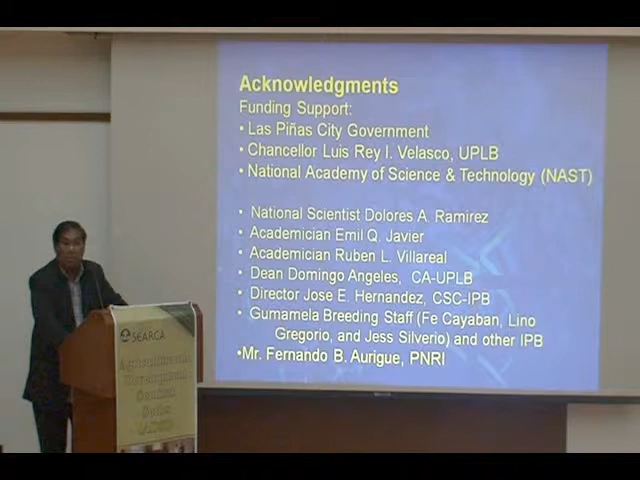 Acknowledgments
Funding Support:
• Las Piñas City Government
• Chancellor Luis Rey I. Velasco, UPLB
• National Academy of Science & Technology (NAST)
• National Scientist Dolores A. Ramirez
• Academician Emil Q. Javier
• Academician Ruben L. Villareal
• Dean Domingo Angeles, CA-UPLB
• Director Jose E. Hernandez, CSC-IPB
• Gumamela Breeding Staff (Fe Cayaban, Lino
Gregorio, and Jess Silverio) and other IPB
• Mr. Fernando B. Aurigue, PNRI
SEARCA